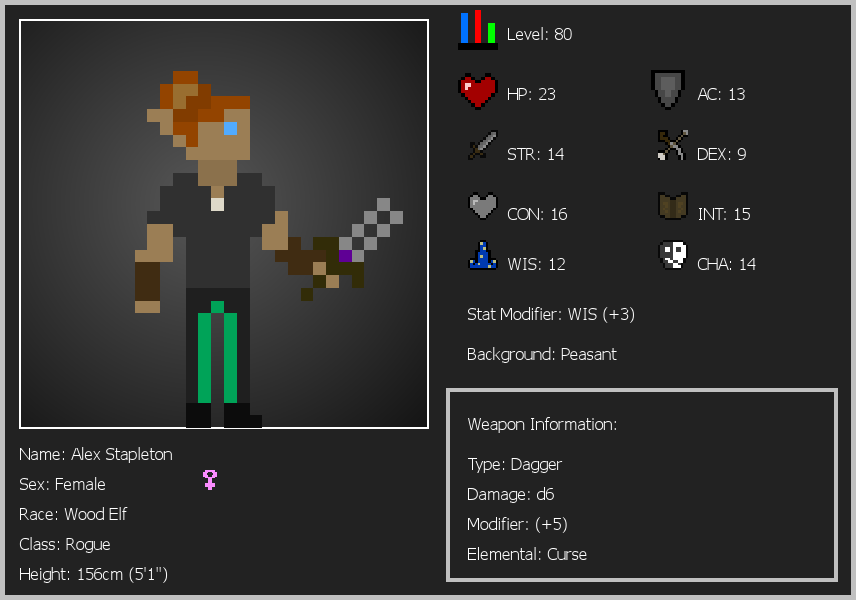 Level: 80
HP: 23
AC: 13
STR: 14
DEX: 9
CON: 16
INT: 15
WIS: 12
CHA: 14
Stat Modifier: WIS (+3)
Background: Peasant
Weapon Information:
Type: Dagger
Damage: d6
Modifier: (+5)
Elemental: Curse
Name: Alex Stapleton
Sex: Female
Race: Wood Elf
Class: Rogue
Height: 156cm (5'1")